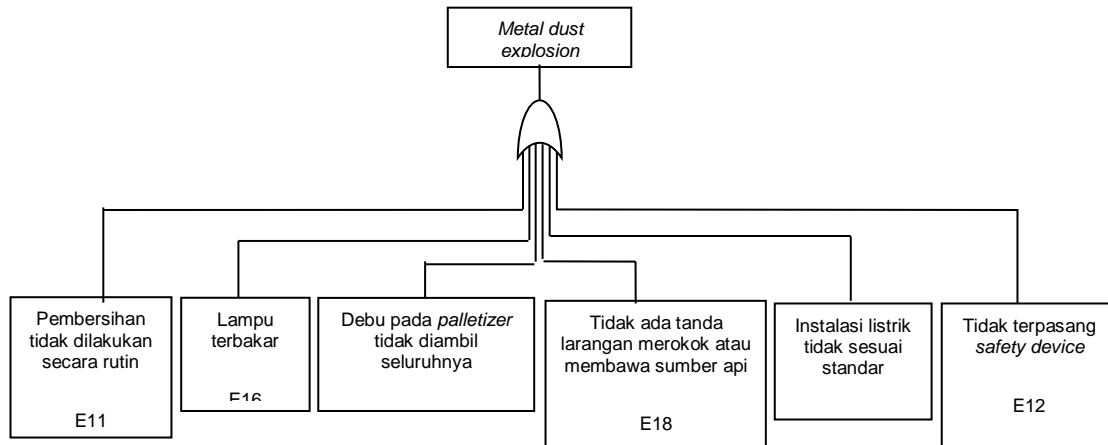 Metal dust
explosion
Pembersihan
tidak dilakukan
secara rutin
E11
Lampu
terbakar
E16
Debu pada palletizer
tidak diambil
seluruhnya
Tidak ada tanda
larangan merokok atau
membawa sumber api
E18
Instalasi listrik
tidak sesuai
standar
Tidak terpasang
safety device
E12